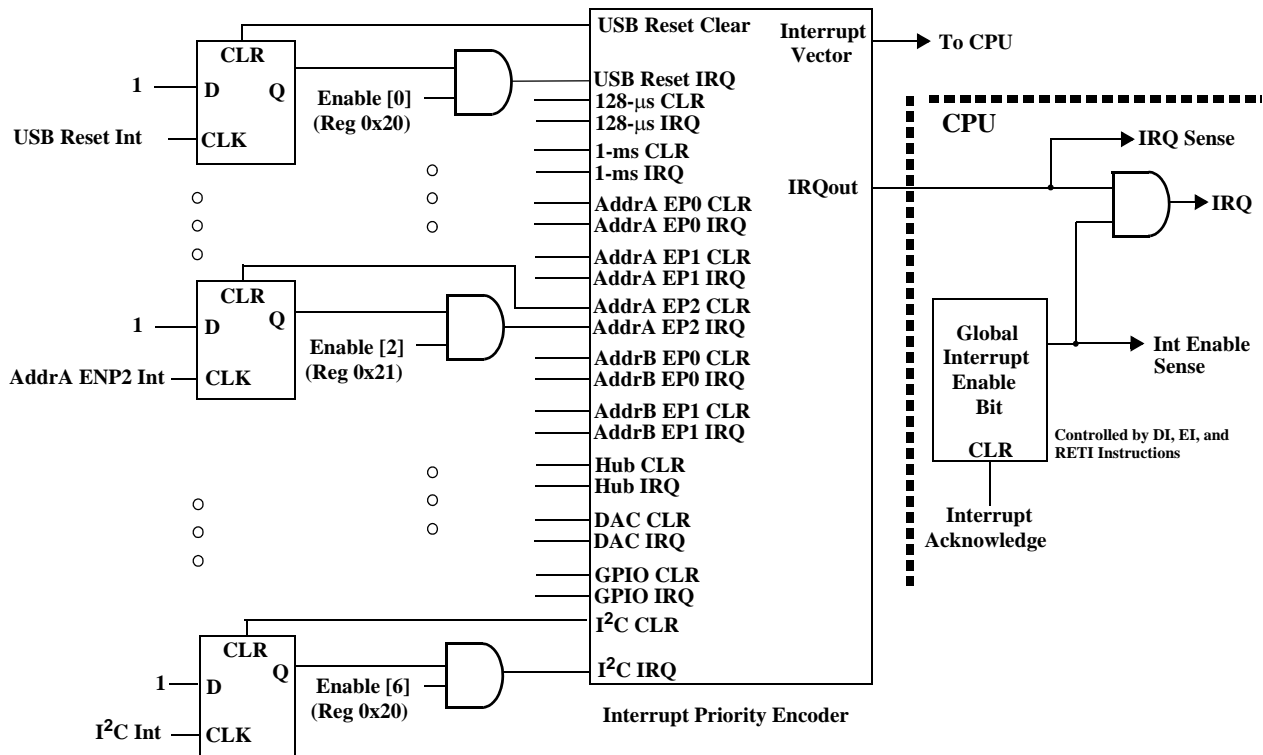 CLR
1
D
Q
USB Reset Int
CLK
Enable [0]
(Reg 0x20)
CLR
1
D
Q
AddrA ENP2 Int
CLK
Enable [2]
(Reg 0x21)
CLR
1
D
Q
I²C Int
CLK
Enable [6]
(Reg 0x20)
USB Reset Clear
USB Reset IRQ
128-μs CLR
128-μs IRQ
1-ms CLR
1-ms IRQ
AddrA EP0 CLR
AddrA EP0 IRQ
AddrA EP1 CLR
AddrA EP1 IRQ
AddrA EP2 CLR
AddrA EP2 IRQ
AddrB EP0 CLR
AddrB EP0 IRQ
AddrB EP1 CLR
AddrB EP1 IRQ
Hub CLR
Hub IRQ
DAC CLR
DAC IRQ
GPIO CLR
GPIO IRQ
I²C CLR
I²C IRQ
Interrupt
Vector
IRQout
Interrupt Priority Encoder
To CPU
CPU
IRQ Sense
IRQ
Global
Interrupt
Enable
Bit
CLR
Int Enable
Sense
Controlled by DI, EI, and
RETI Instructions
Interrupt
Acknowledge